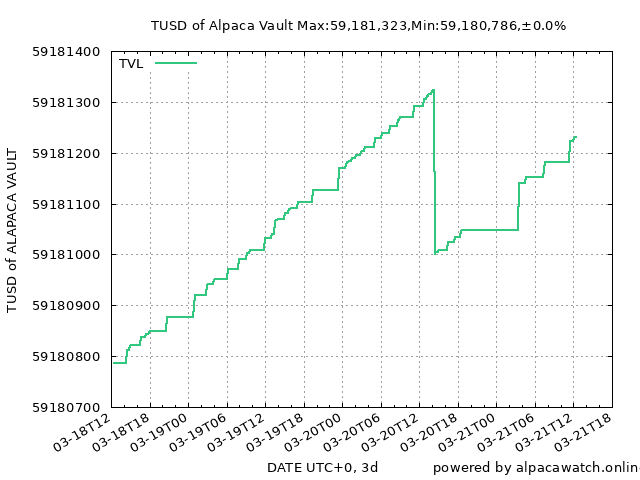 TUSD of Alpaca Vault Max:59,181,323,Min:59,180,786,±0.0%
TVL
59181400
59181300
59181200
59181100
59181000
59180900
59180800
59180700
TUSD of ALAPACA VAULT
03-18T12
03-18T18
03-19T00
03-19T06
03-19T12
03-19T18
03-20T00
03-20T06
03-20T12
03-20T18
03-21T00
03-21T06
03-21T12
03-21T18
DATE UTC+0, 3d
powered by alpacawatch.onlin